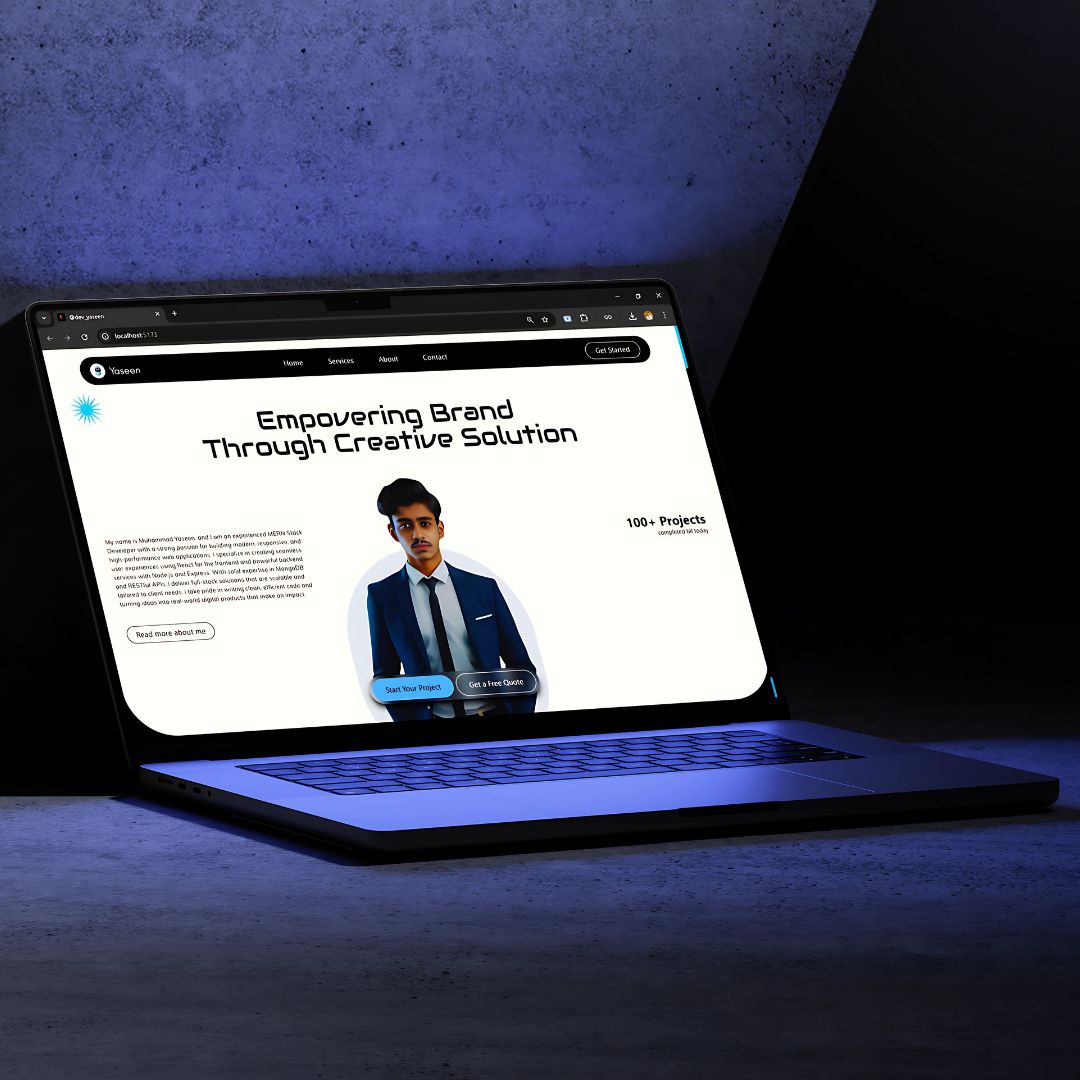 @dev_yaseen
localhost:5173
Yaseen
Home Services About Contact
Get Started
Empovering Brand
Through Creative Solution
100+ Projects
completed till today
My name is Muhammad Yaseen, and I am an experienced MERN Stack
Developer with a strong passion for building modern, responsive, and
high-performance web applications. I specialize in creating seamless
user experiences using React for the frontend and powerful backend
services with Node.js and Express. With solid expertise in MongoDB
and RESTful APIs, I deliver full-stack solutions that are scalable and
tailored to client needs. I take pride in writing clean, efficient code and
turning ideas into real-world digital products that make an impact.
Read more about me
Start Your Project
Get a Free Quote